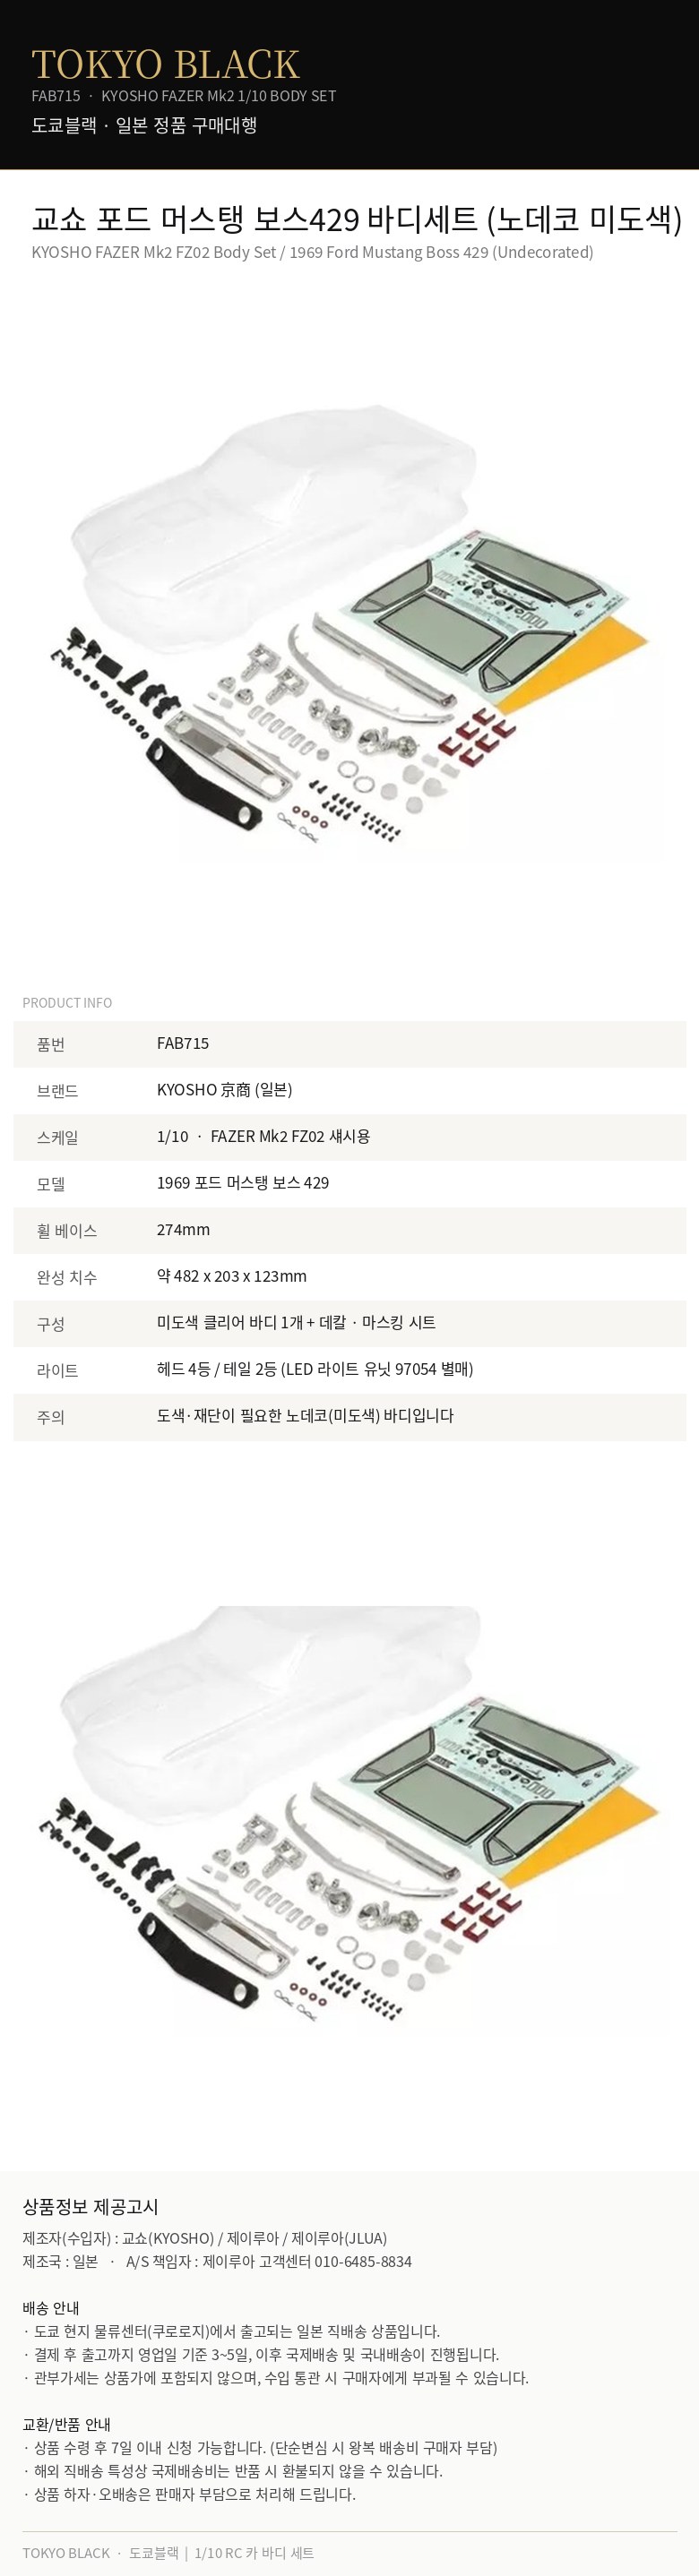 TOKYO BLACK
FAB715 · KYOSHO FAZER Mk2 1/10 BODY SET
도쿄블랙 · 일본 정품 구매대행
교쇼 포드 머스탱 보스429 바디세트 (노데코 미도색)
KYOSHO FAZER Mk2 FZ02 Body Set / 1969 Ford Mustang Boss 429 (Undecorated)
PRODUCT INFO
품번 FAB715
브랜드 KYOSHO 京商 (일본)
스케일 1/10 · FAZER Mk2 FZ02 섀시용
모델 1969 포드 머스탱 보스 429
휠 베이스 274mm
완성 치수 약 482 x 203 x 123mm
구성 미도색 클리어 바디 1개 + 데칼 · 마스킹 시트
라이트 헤드 4등 / 테일 2등 (LED 라이트 유닛 97054 별매)
주의 도색·재단이 필요한 노데코(미도색) 바디입니다
상품정보 제공고시
제조자(수입자) : 교쇼(KYOSHO) / 제이루아 / 제이루아(JLUA)
제조국 : 일본 · A/S 책임자 : 제이루아 고객센터 010-6485-8834
배송 안내
· 도쿄 현지 물류센터(쿠로로지)에서 출고되는 일본 직배송 상품입니다.
· 결제 후 출고까지 영업일 기준 3~5일, 이후 국제배송 및 국내배송이 진행됩니다.
· 관부가세는 상품가에 포함되지 않으며, 수입 통관 시 구매자에게 부과될 수 있습니다.
교환/반품 안내
· 상품 수령 후 7일 이내 신청 가능합니다. (단순변심 시 왕복 배송비 구매자 부담)
· 해외 직배송 특성상 국제배송비는 반품 시 환불되지 않을 수 있습니다.
· 상품 하자·오배송은 판매자 부담으로 처리해 드립니다.
TOKYO BLACK · 도쿄블랙 | 1/10 RC 카 바디 세트